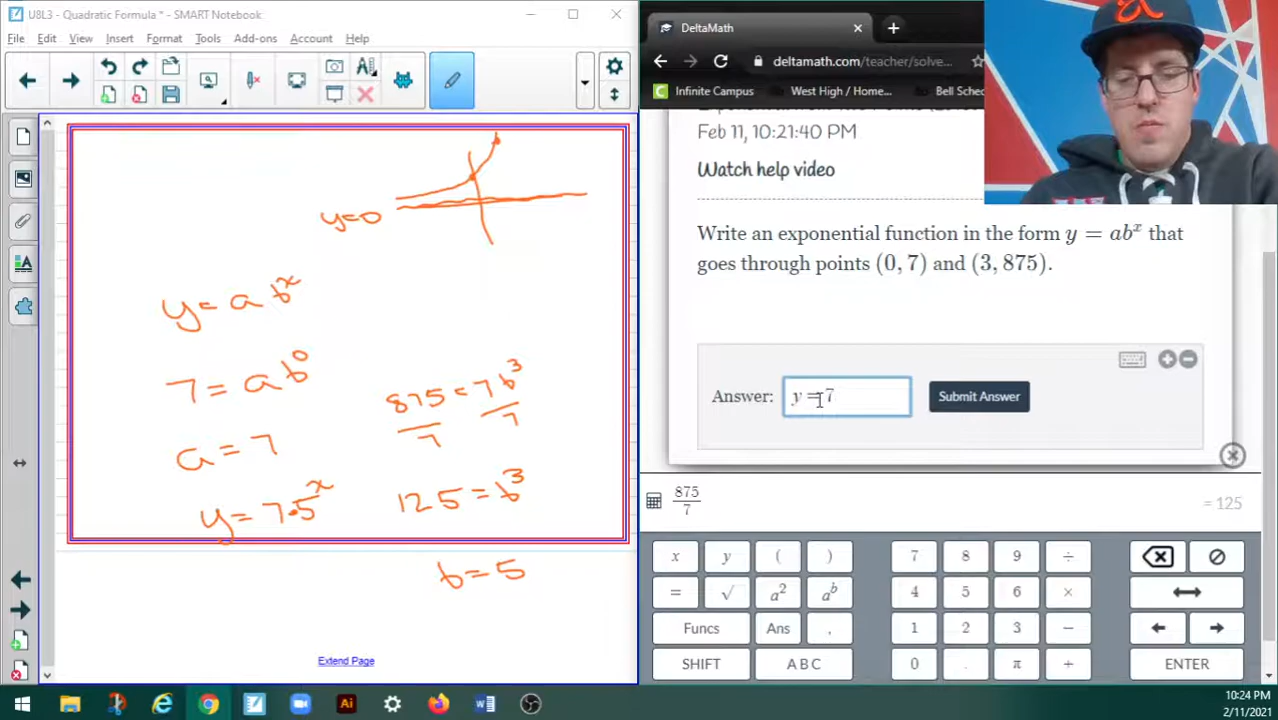 U8L3 - Quadratic Formula * - SMART Notebook
File Edit View Insert Format Tools Add-ons Account Help
y=0
y= a b^x
7 = a b^0
a = 7
y= 7·5^x
875 = 7b^3
7 7
125 = b^3
b= 5
Extend Page
DeltaMath
deltamath.com/teacher/solve...
Infinite Campus West High / Home... Bell Sched
Feb 11, 10:21:40 PM
Watch help video
Write an exponential function in the form y = ab^x that
goes through points (0, 7) and (3, 875).
Answer: y = 7 Submit Answer
875
7
= 125
x y ( ) 7 8 9 ÷
= √ a^2 a^b 4 5 6 ×
Funcs Ans , 1 2 3 −
SHIFT A B C 0 . π + ENTER
10:24 PM
2/11/2021